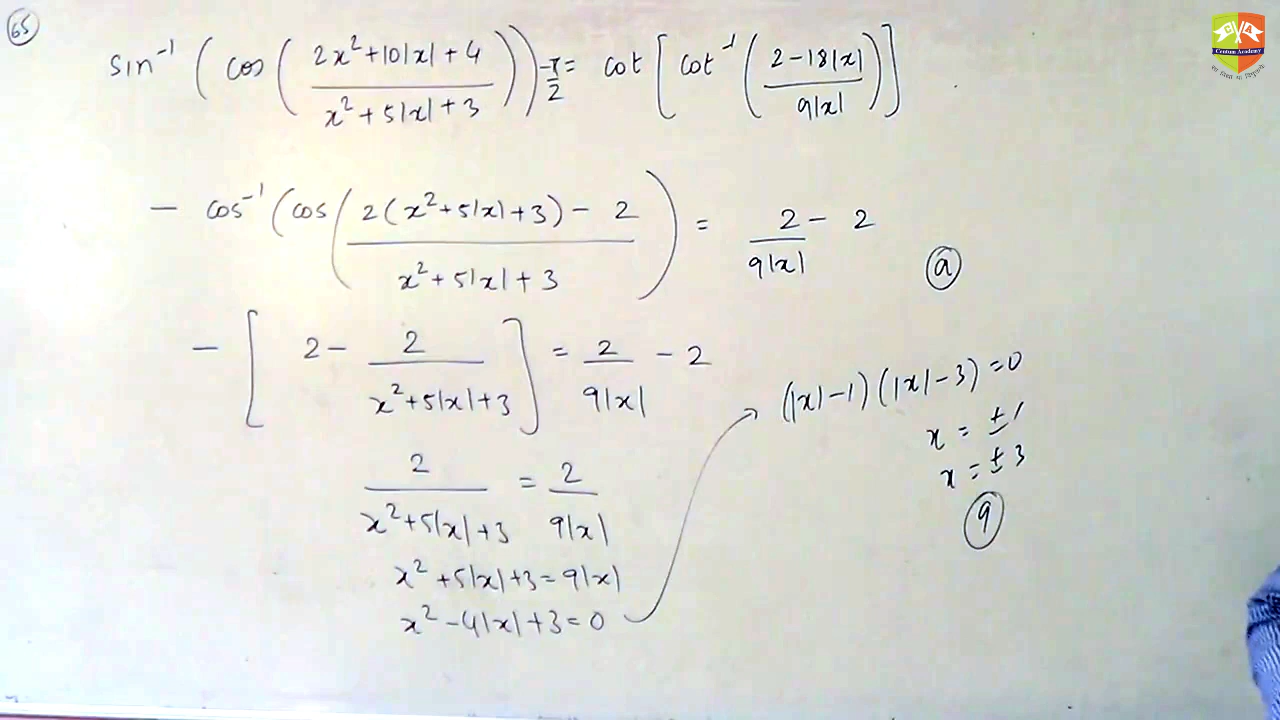 65
sin⁻¹ (cos((2x²+10|x|+4)/(x²+5|x|+3))) - π/2 = cot[cot⁻¹((2-18|x|)/(9|x|))]
- cos⁻¹(cos((2(x²+5|x|+3) - 2)/(x²+5|x|+3))) = 2/(9|x|) - 2
a
- [2 - 2/(x²+5|x|+3)] = 2/(9|x|) - 2
2/(x²+5|x|+3) = 2/(9|x|)
x²+5|x|+3=9|x|
x²-4|x|+3=0
(|x|-1)(|x|-3)=0
x = ±1
x = ±3
9
Centum Academy